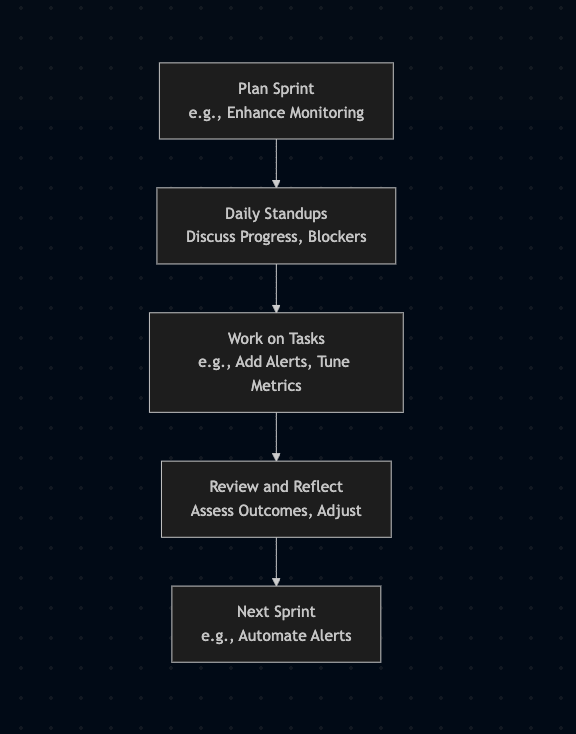 Plan Sprint
e.g., Enhance Monitoring
Daily Standups
Discuss Progress, Blockers
Work on Tasks
e.g., Add Alerts, Tune
Metrics
Review and Reflect
Assess Outcomes, Adjust
Next Sprint
e.g., Automate Alerts